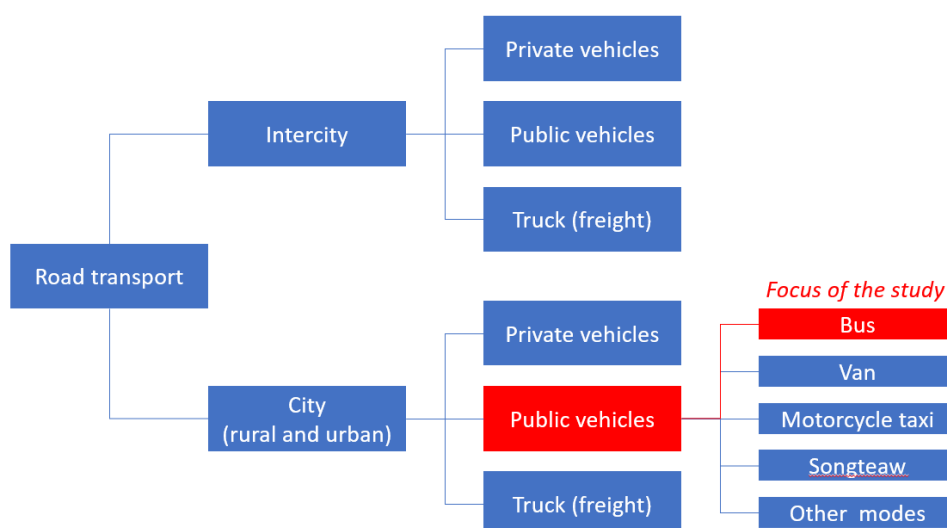 Private vehicles
Intercity
Public vehicles
Truck (freight)
Road transport
Focus of the study
Private vehicles
Bus
Van
City
(rural and urban)
Public vehicles
Motorcycle taxi
Songteaw
Truck (freight)
Other modes